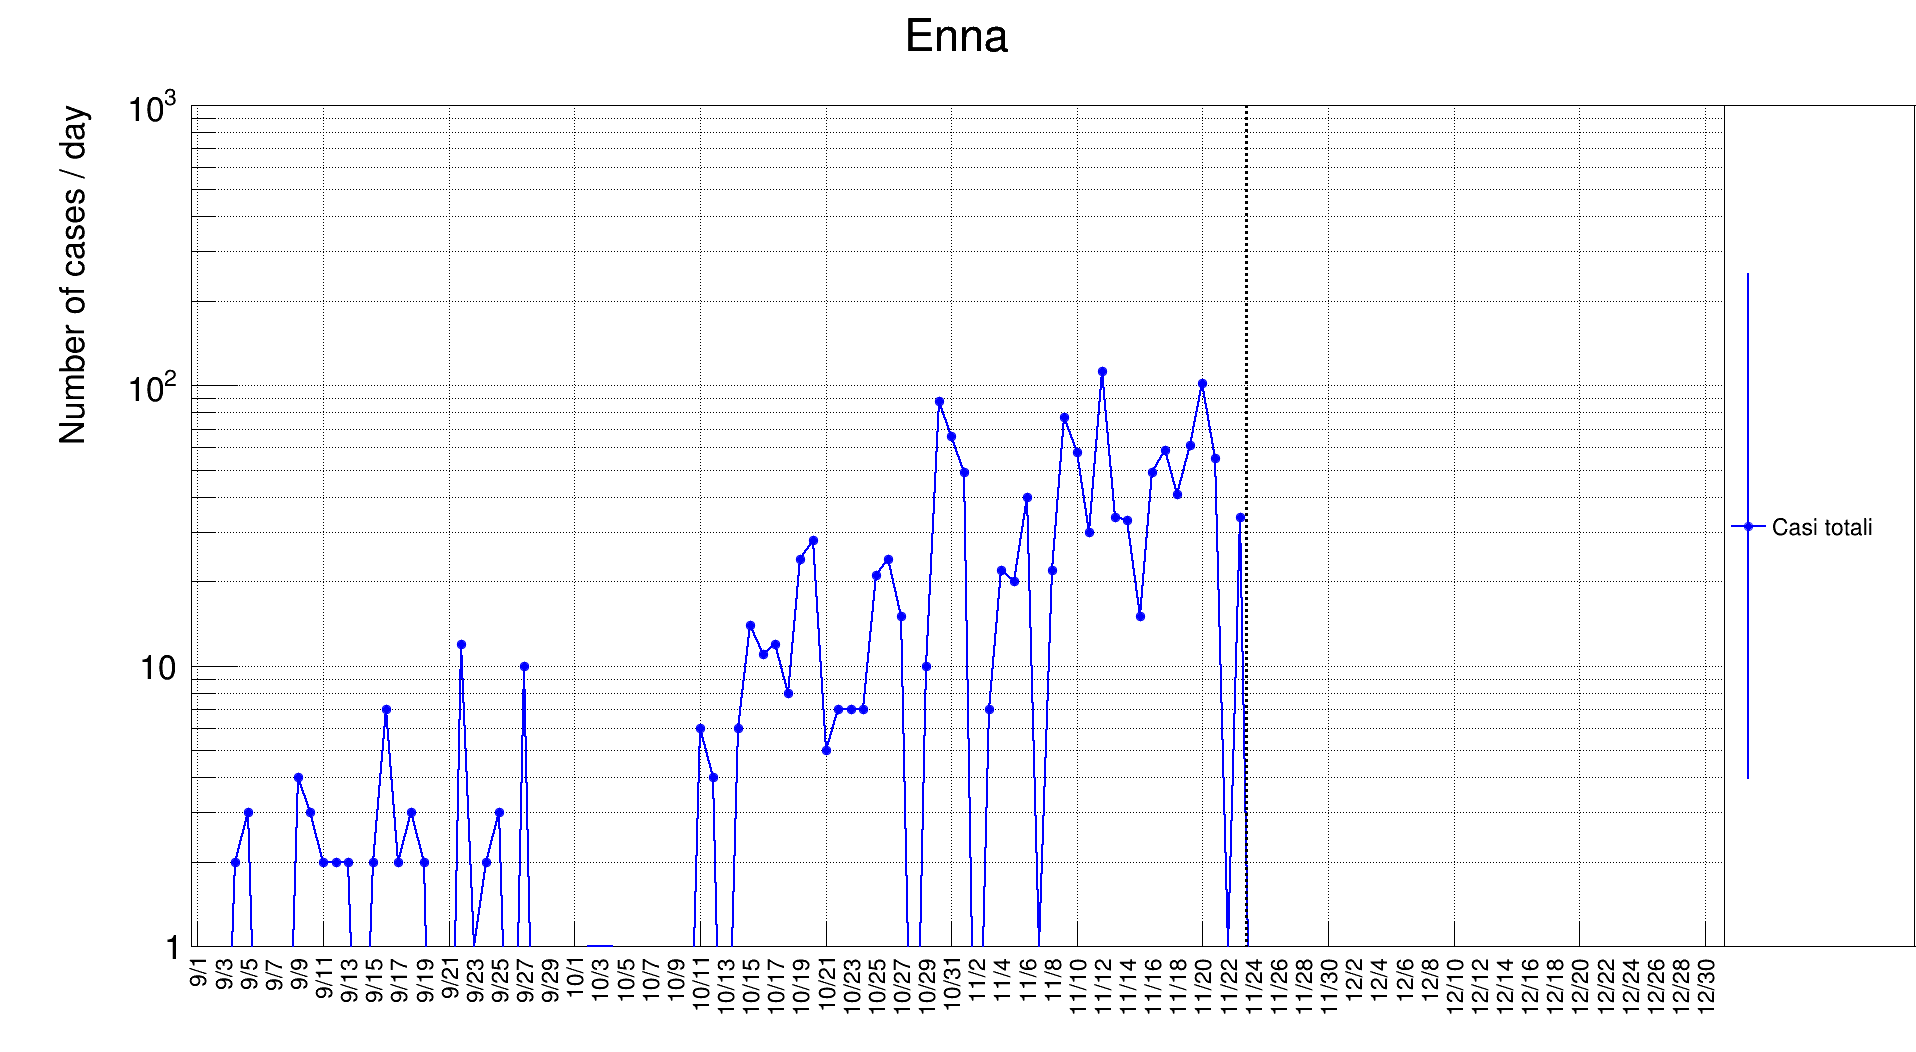 Enna
Number of cases / day
10³
10²
10
1
9/1 9/3 9/5 9/7 9/9 9/11 9/13 9/15 9/17 9/19 9/21 9/23 9/25 9/27 9/29 10/1 10/3 10/5 10/7 10/9 10/11 10/13 10/15 10/17 10/19 10/21 10/23 10/25 10/27 10/29 10/31 11/2 11/4 11/6 11/8 11/10 11/12 11/14 11/16 11/18 11/20 11/22 11/24 11/26 11/28 11/30 12/2 12/4 12/6 12/8 12/10 12/12 12/14 12/16 12/18 12/20 12/22 12/24 12/26 12/28 12/30
Casi totali